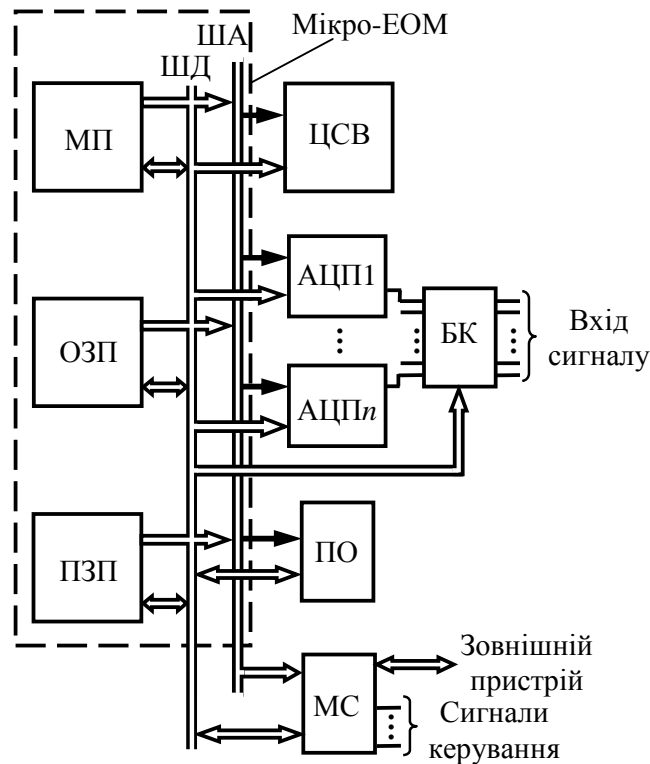 ША
Мікро-ЕОМ
ШД
МП
ЦСВ
АЦП1
ОЗП
БК
Вхід
сигналу
АЦПn
ПЗП
ПО
МС
Зовнішній
пристрій
Сигнали
керування